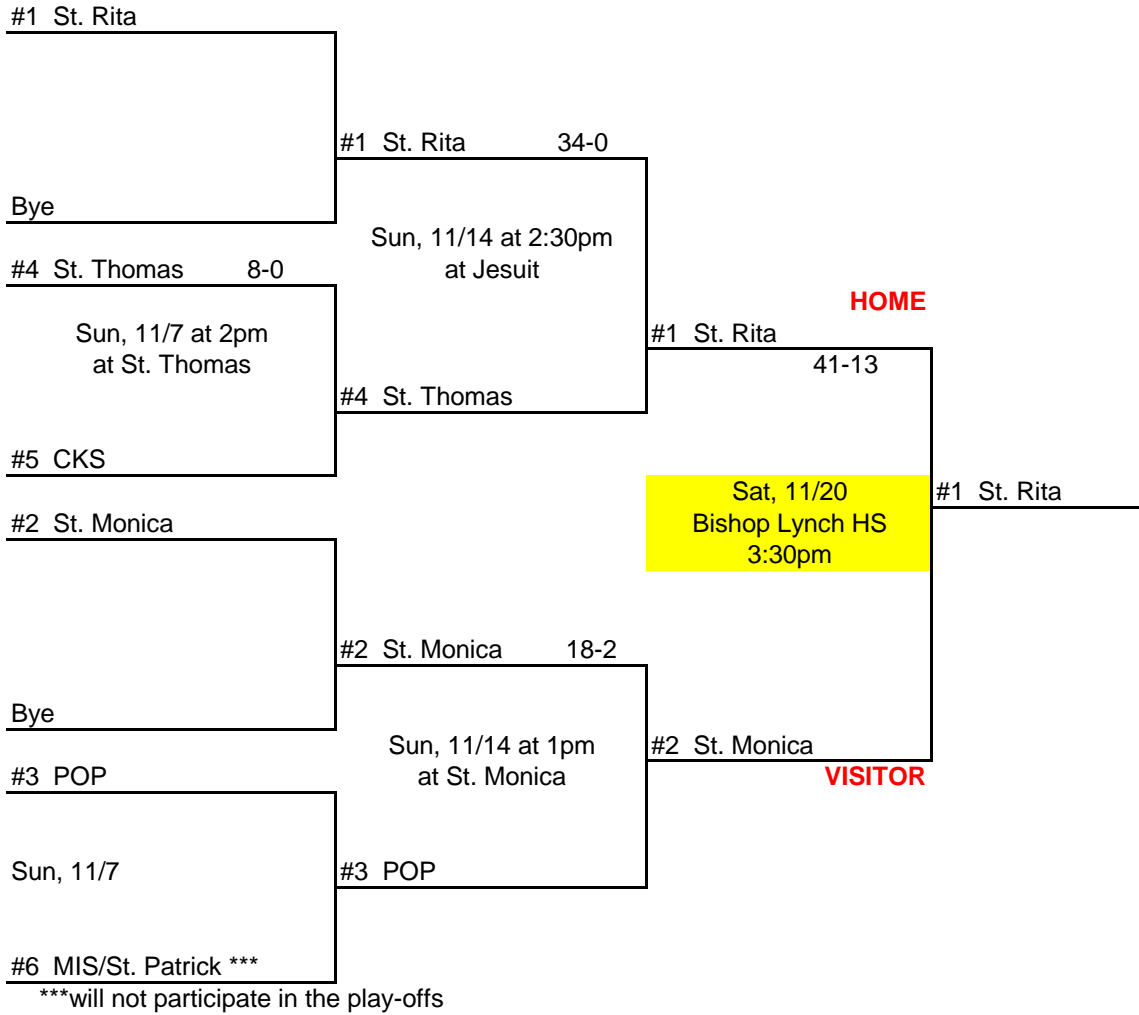 #1 St. Rita
#1 St. Rita 34-0
Bye
Sun, 11/14 at 2:30pm
at Jesuit
#4 St. Thomas 8-0
HOME
Sun, 11/7 at 2pm
at St. Thomas
#1 St. Rita
41-13
#4 St. Thomas
#5 CKS
Sat, 11/20
Bishop Lynch HS
3:30pm
#1 St. Rita
#2 St. Monica
#2 St. Monica 18-2
Bye
Sun, 11/14 at 1pm
at St. Monica
#2 St. Monica
VISITOR
#3 POP
Sun, 11/7
#3 POP
#6 MIS/St. Patrick ***
***will not participate in the play-offs